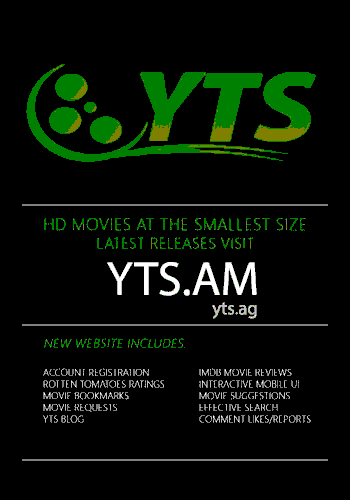 YTS
HD MOVIES AT THE SMALLEST SIZE
LATEST RELEASES VISIT
YTS.AM
yts.ag
NEW WEBSITE INCLUDES:
ACCOUNT REGISTRATION
ROTTEN TOMATOES RATINGS
MOVIE BOOKMARKS
MOVIE REQUESTS
YTS BLOG
IMDB MOVIE REVIEWS
INTERACTIVE MOBILE UI
MOVIE SUGGESTIONS
EFFECTIVE SEARCH
COMMENT LIKES/REPORTS